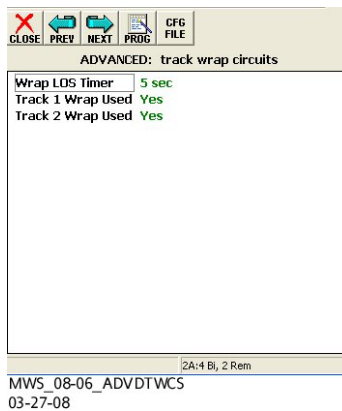 CLOSE PREV NEXT PROG CFG FILE
ADVANCED: track wrap circuits
Wrap LOS Timer 5 sec
Track 1 Wrap Used Yes
Track 2 Wrap Used Yes
2A:4 Bi, 2 Rem
MWS_08-06_ADVDTWCS
03-27-08